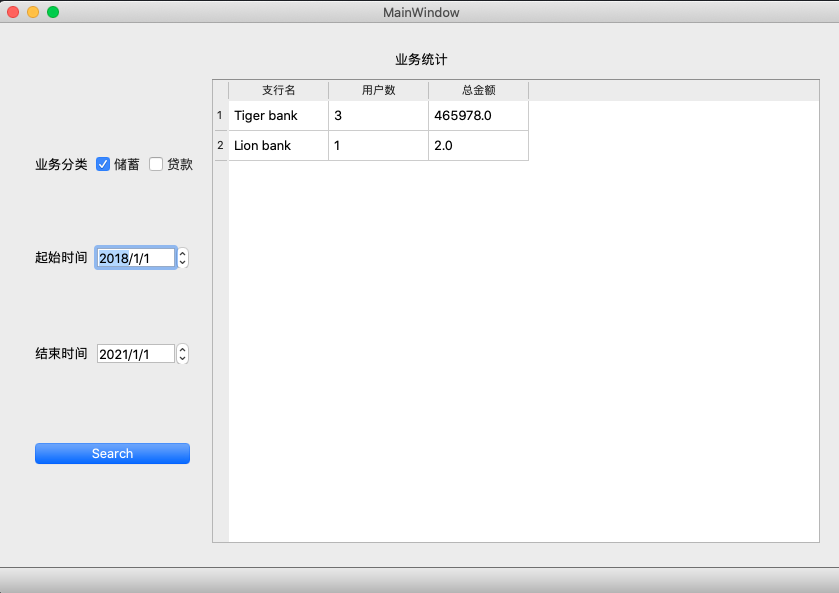 MainWindow
业务统计
支行名 用户数 总金额
1 Tiger bank 3 465978.0
2 Lion bank 1 2.0
业务分类 储蓄 贷款
起始时间 2018/1/1
结束时间 2021/1/1
Search